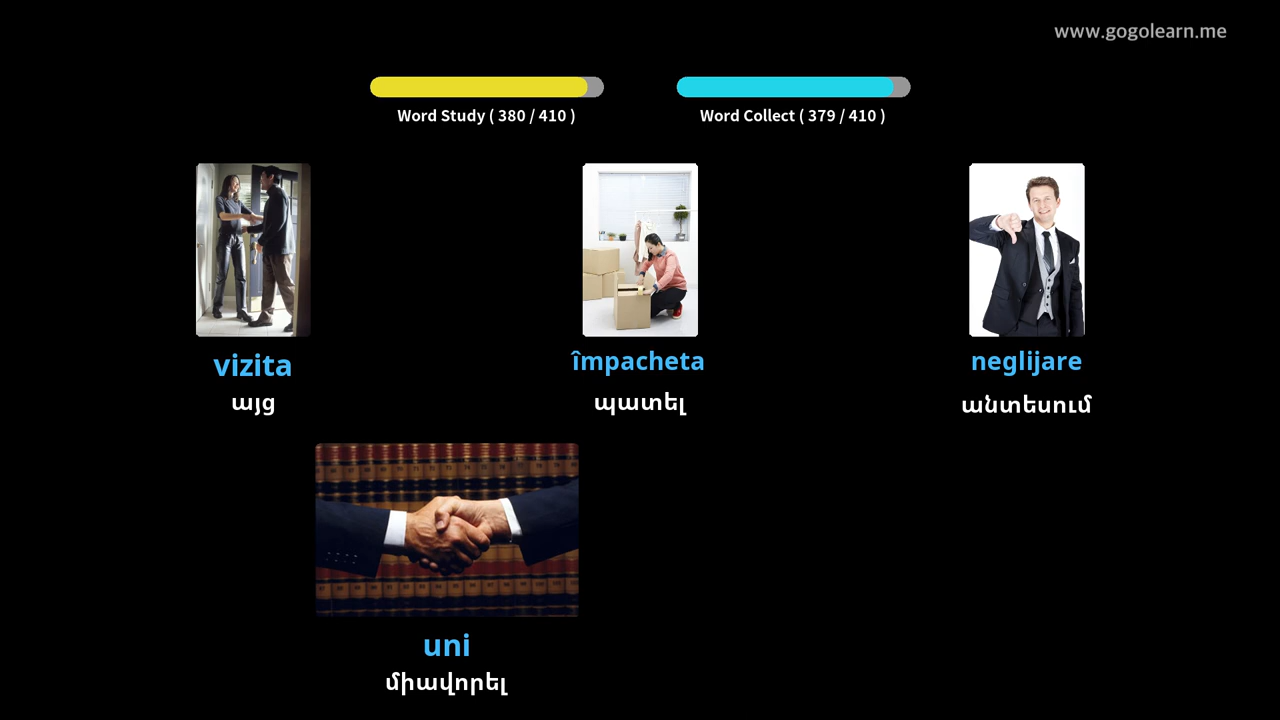 www.gogolearn.me
Word Study ( 380 / 410 )
Word Collect ( 379 / 410 )
vizita
այց
împacheta
պատել
neglijare
անտեսում
uni
միավորել